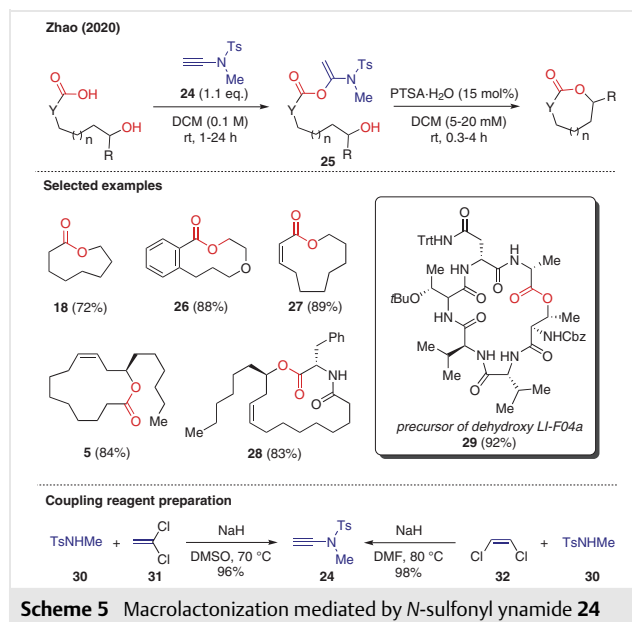 Zhao (2020)
O
OH
Y
OH
( )n
R
Ts
N
Me
24 (1.1 eq.)
DCM (0.1 M)
rt, 1-24 h
O
Ts
N
Me
O
Y
OH
( )n
R
25
PTSA·H2O (15 mol%)
DCM (5-20 mM)
rt, 0.3-4 h
O
O
R
Y
( )n
Selected examples
O
O
18 (72%)
O
O
O
26 (88%)
O
O
27 (89%)
O
O
Me
5 (84%)
Ph
O
O
NH
O
Me
28 (83%)
O
TrtHN
H
N
O
Me
O
O
Me
NHCbz
O
HN
Me
tBuO
O
NH
O
N
H
HN
O
precursor of dehydroxy LI-F04a
29 (92%)
Coupling reagent preparation
TsNHMe + Cl Cl
NaH
DMSO, 70 °C
96%
Ts
N
Me
NaH
DMF, 80 °C
98%
Cl Cl + TsNHMe
30 31 24 32 30
Scheme 5 Macrolactonization mediated by N-sulfonyl ynamide 24